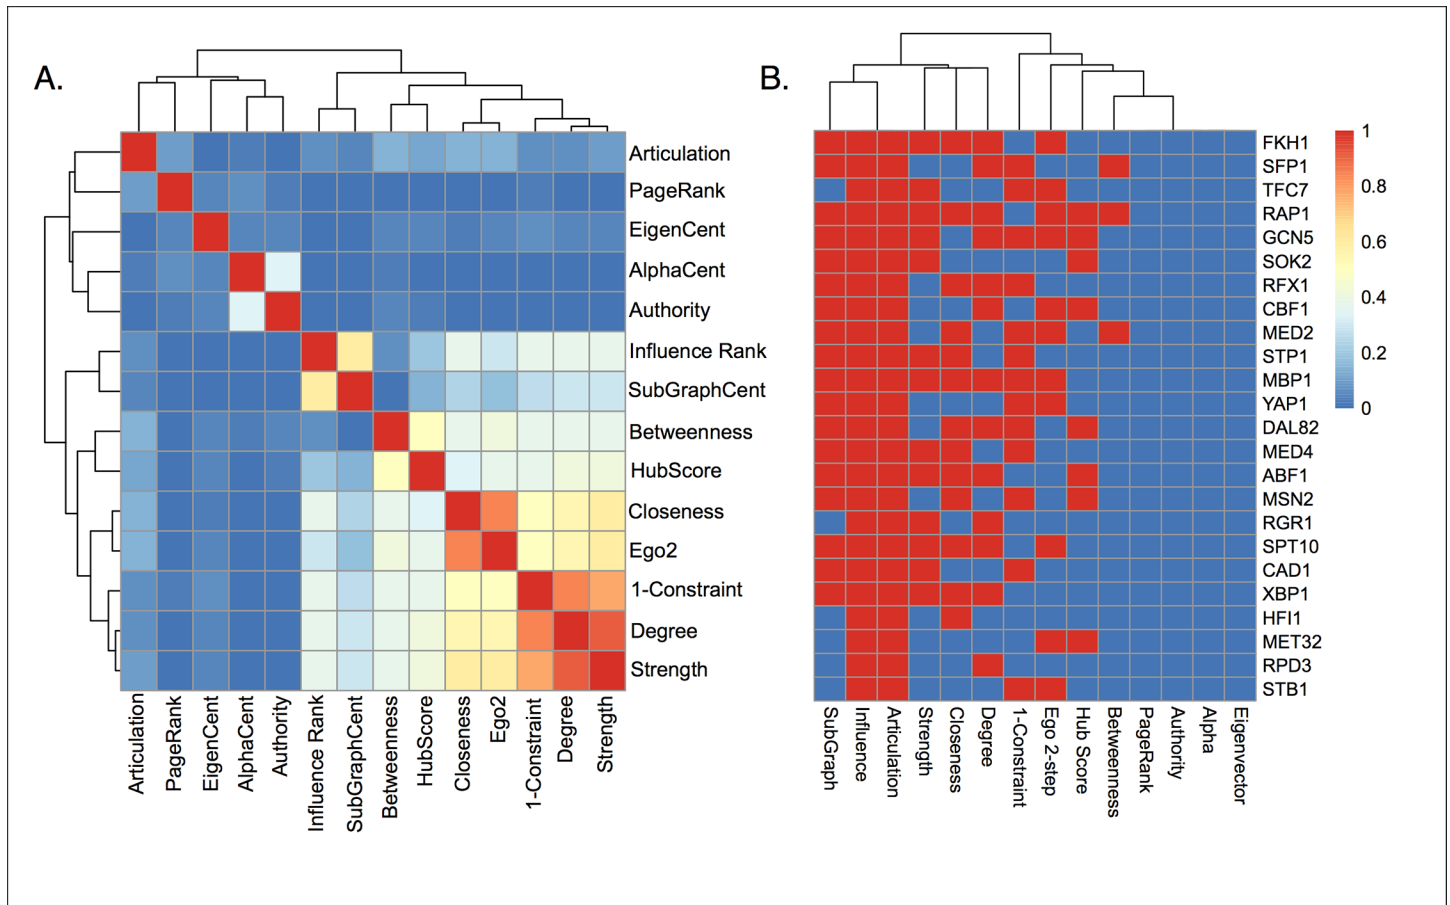 A.
Articulation
PageRank
EigenCent
AlphaCent
Authority
Influence Rank
SubGraphCent
Betweenness
HubScore
Closeness
Ego2
1-Constraint
Degree
Strength
Articulation
PageRank
EigenCent
AlphaCent
Authority
Influence Rank
SubGraphCent
Betweenness
HubScore
Closeness
Ego2
1-Constraint
Degree
Strength
B.
FKH1
SFP1
TFC7
RAP1
GCN5
SOK2
RFX1
CBF1
MED2
STP1
MBP1
YAP1
DAL82
MED4
ABF1
MSN2
RGR1
SPT10
CAD1
XBP1
HFI1
MET32
RPD3
STB1
SubGraph
Influence
Articulation
Strength
Closeness
Degree
1-Constraint
Ego 2-step
Hub Score
Betweenness
PageRank
Authority
Alpha
Eigenvector
1
0.8
0.6
0.4
0.2
0